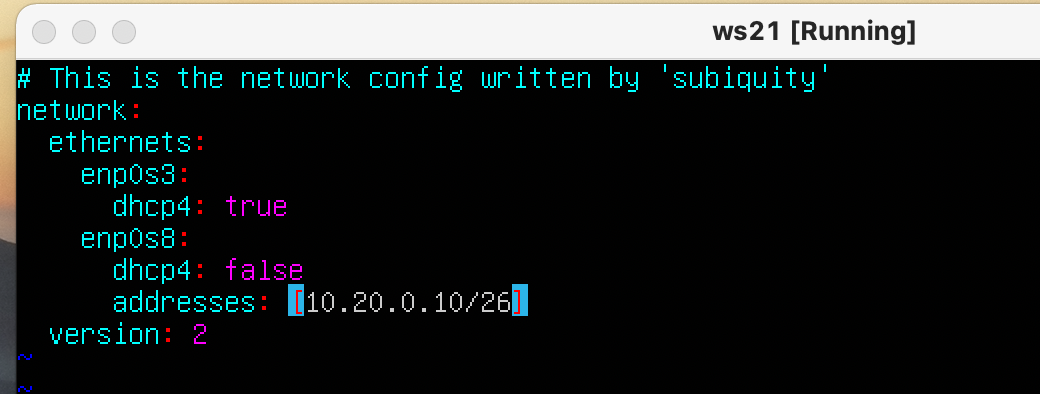 ws21 [Running]
# This is the network config written by 'subiquity'
network:
  ethernets:
    enp0s3:
      dhcp4: true
    enp0s8:
      dhcp4: false
      addresses: [10.20.0.10/26]
  version: 2
~
~